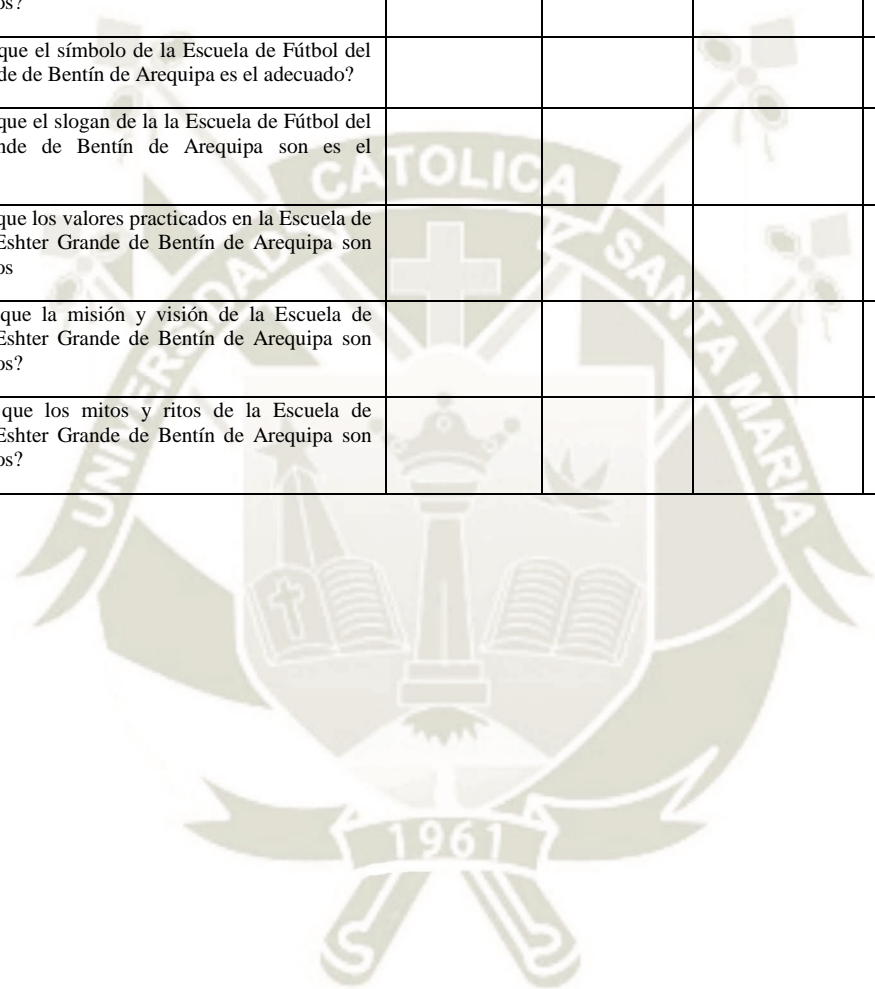 os?
que el símbolo de la Escuela de Fútbol del
de de Bentín de Arequipa es el adecuado?
que el slogan de la la Escuela de Fútbol del
nde de Bentín de Arequipa son es el
que los valores practicados en la Escuela de
Eshter Grande de Bentín de Arequipa son
os
que la misión y visión de la Escuela de
Eshter Grande de Bentín de Arequipa son
os?
que los mitos y ritos de la Escuela de
Eshter Grande de Bentín de Arequipa son
os?
UNIVERSIDAD CATOLICA SANTA MARIA
1961